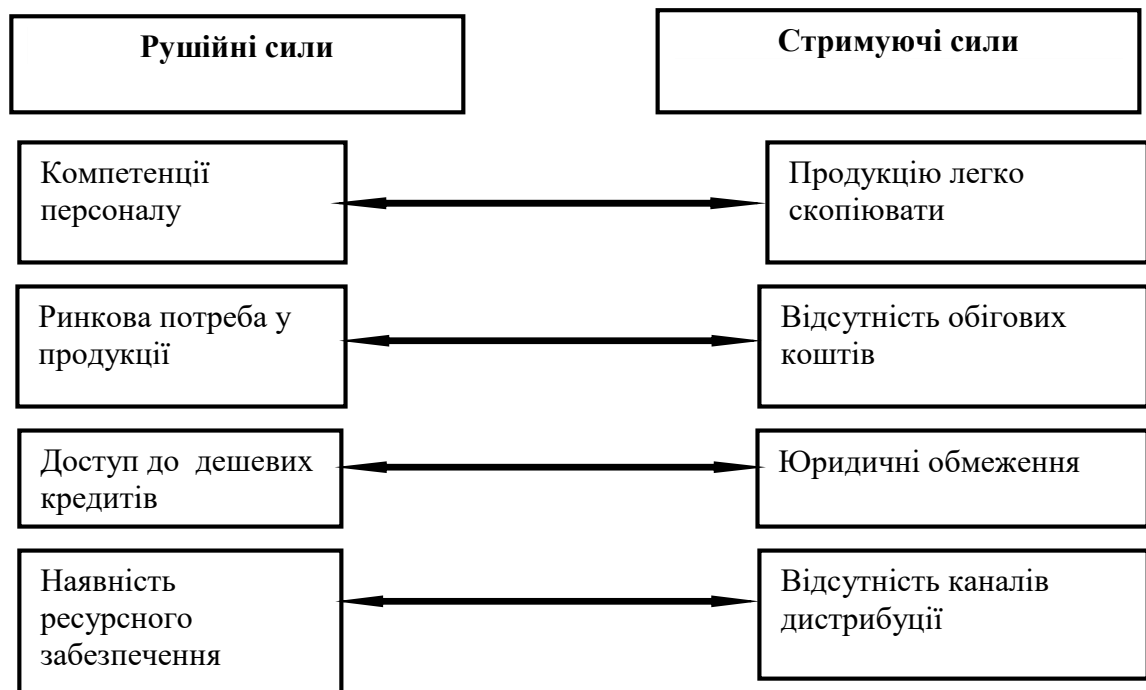 Рушійні сили
Стримуючі сили
Компетенції
персоналу
Продукцію легко
скопіювати
Ринкова потреба у
продукції
Відсутність обігових
коштів
Доступ до дешевих
кредитів
Юридичні обмеження
Наявність
ресурсного
забезпечення
Відсутність каналів
дистрибуції